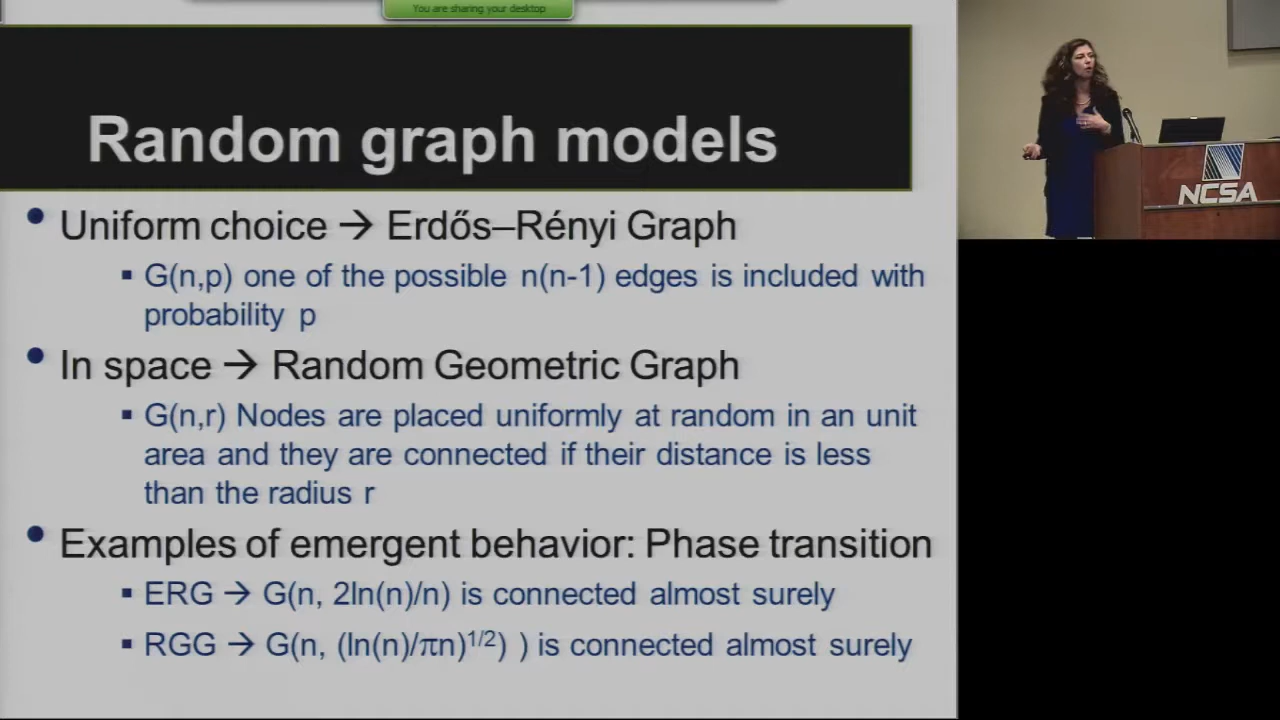 You are sharing your desktop
Random graph models
• Uniform choice → Erdős–Rényi Graph
▪ G(n,p) one of the possible n(n-1) edges is included with
probability p
• In space → Random Geometric Graph
▪ G(n,r) Nodes are placed uniformly at random in an unit
area and they are connected if their distance is less
than the radius r
• Examples of emergent behavior: Phase transition
▪ ERG → G(n, 2ln(n)/n) is connected almost surely
▪ RGG → G(n, (ln(n)/πn)^1/2) ) is connected almost surely
NCSA